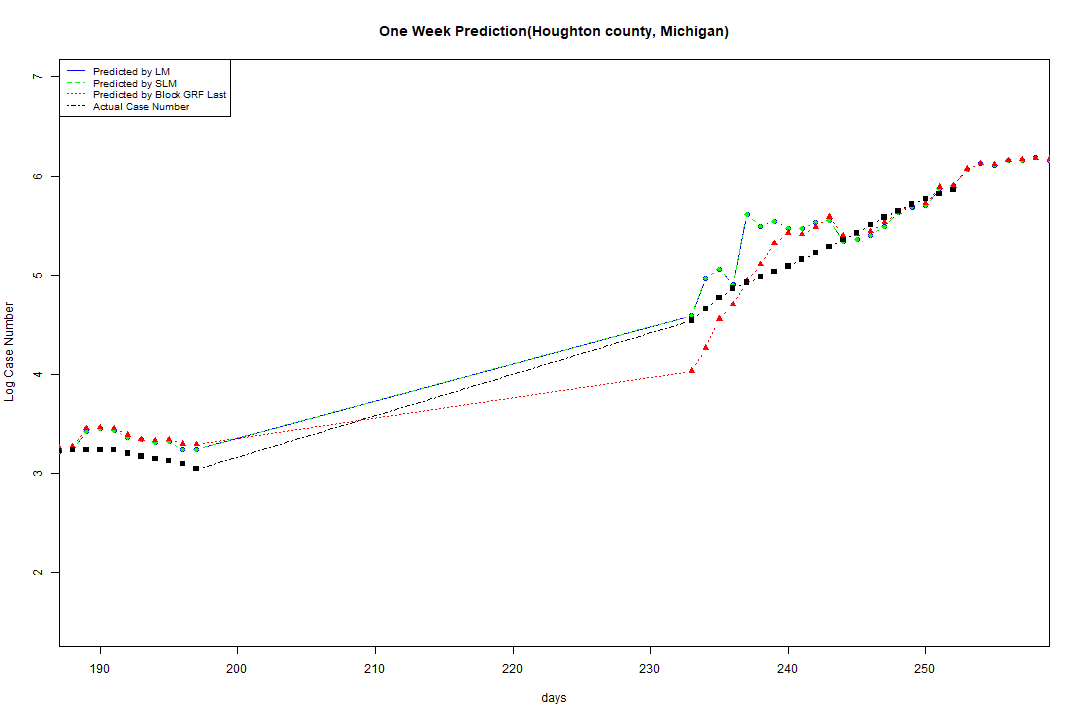 One Week Prediction(Houghton county, Michigan)
Predicted by LM
Predicted by SLM
Predicted by Block GRF Last
Actual Case Number
7
6
5
4
3
2
Log Case Number
190 200 210 220 230 240 250
days